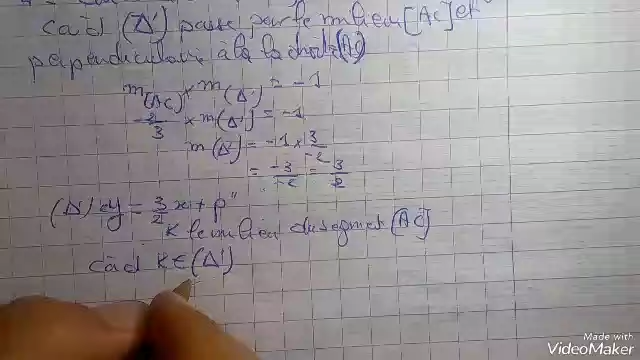 càd (Δ') passe par le milieu [AC] et
perpendiculaire à la droite (AC)
m(AC) × m(Δ') = -1
-2/3 × m(Δ') = -1
m(Δ') = -1 × 3/-2
= -3/-2 = 3/2
(Δ') : y = 3/2 x + p"
K le milieu du segment [AC]
càd K ∈ (Δ')
Made with
VideoMaker